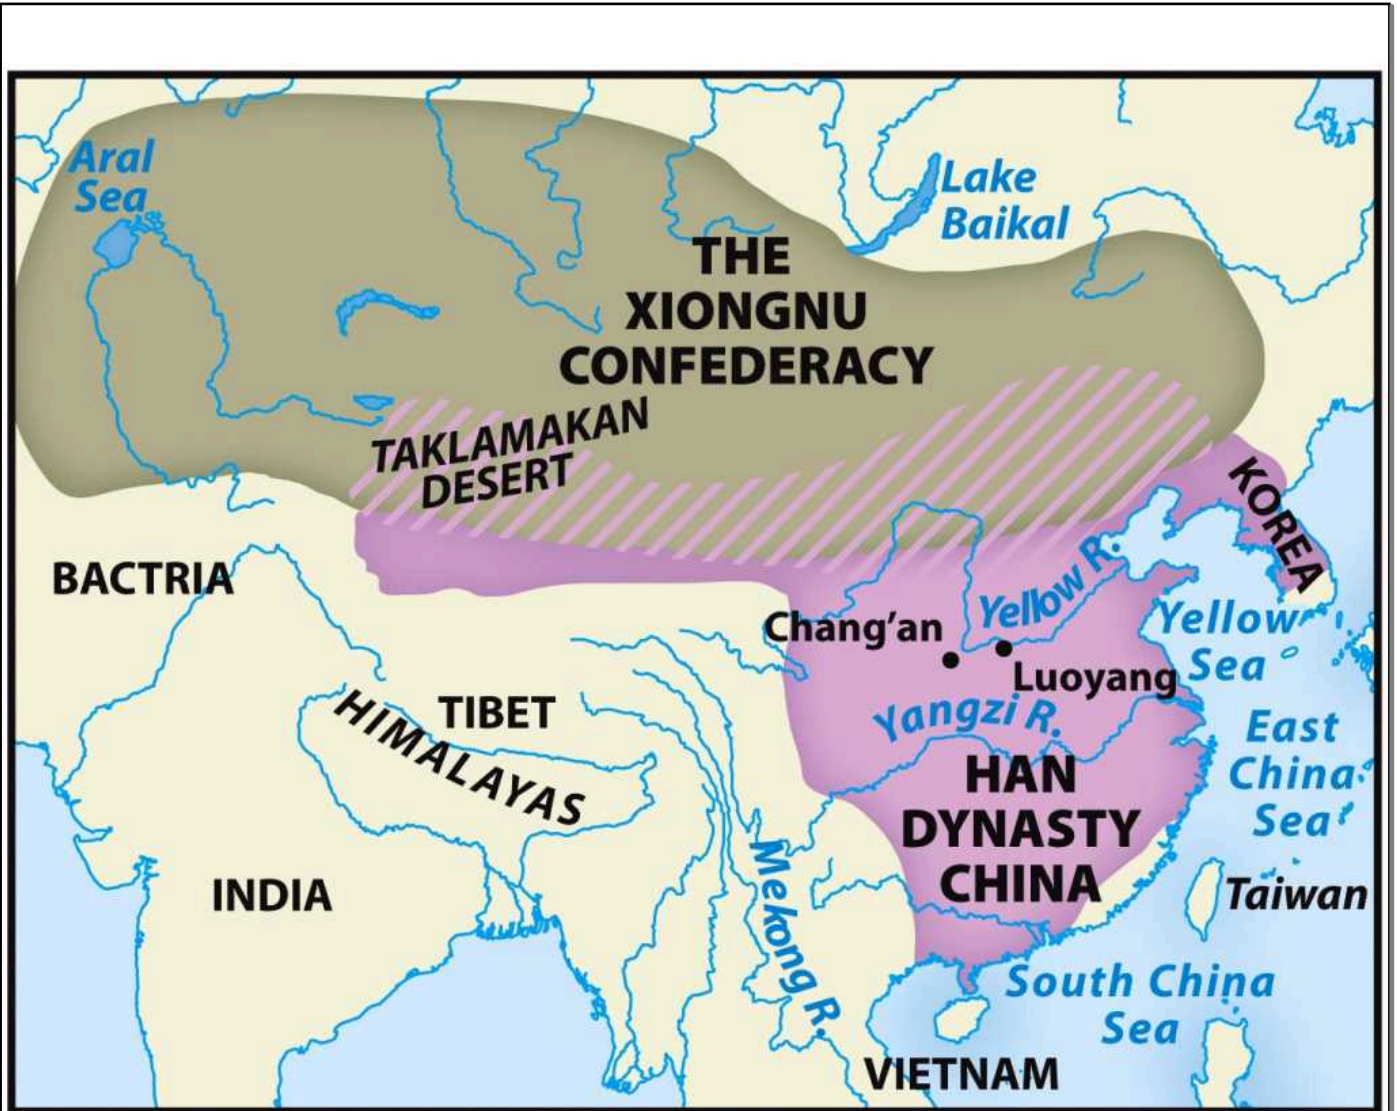 Aral
Sea
Lake
Baikal
THE
XIONGNU
CONFEDERACY
TAKLAMAKAN
DESERT
KOREA
BACTRIA
Yellow R.
Chang’an
Luoyang
Yellow
Sea
TIBET
HIMALAYAS
Yangzi R.
East
China
Sea
HAN
DYNASTY
CHINA
INDIA
Mekong R.
Taiwan
South China
Sea
VIETNAM